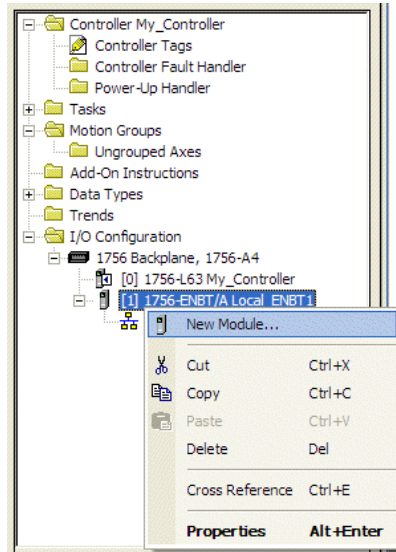 Controller My_Controller
Controller Tags
Controller Fault Handler
Power-Up Handler
Tasks
Motion Groups
Ungrouped Axes
Add-On Instructions
Data Types
Trends
I/O Configuration
1756 Backplane, 1756-A4
[0] 1756-L63 My_Controller
[1] 1756-ENBT/A Local_ENBT1
New Module...
Cut Ctrl+X
Copy Ctrl+C
Paste Ctrl+V
Delete Del
Cross Reference Ctrl+E
Properties Alt+Enter